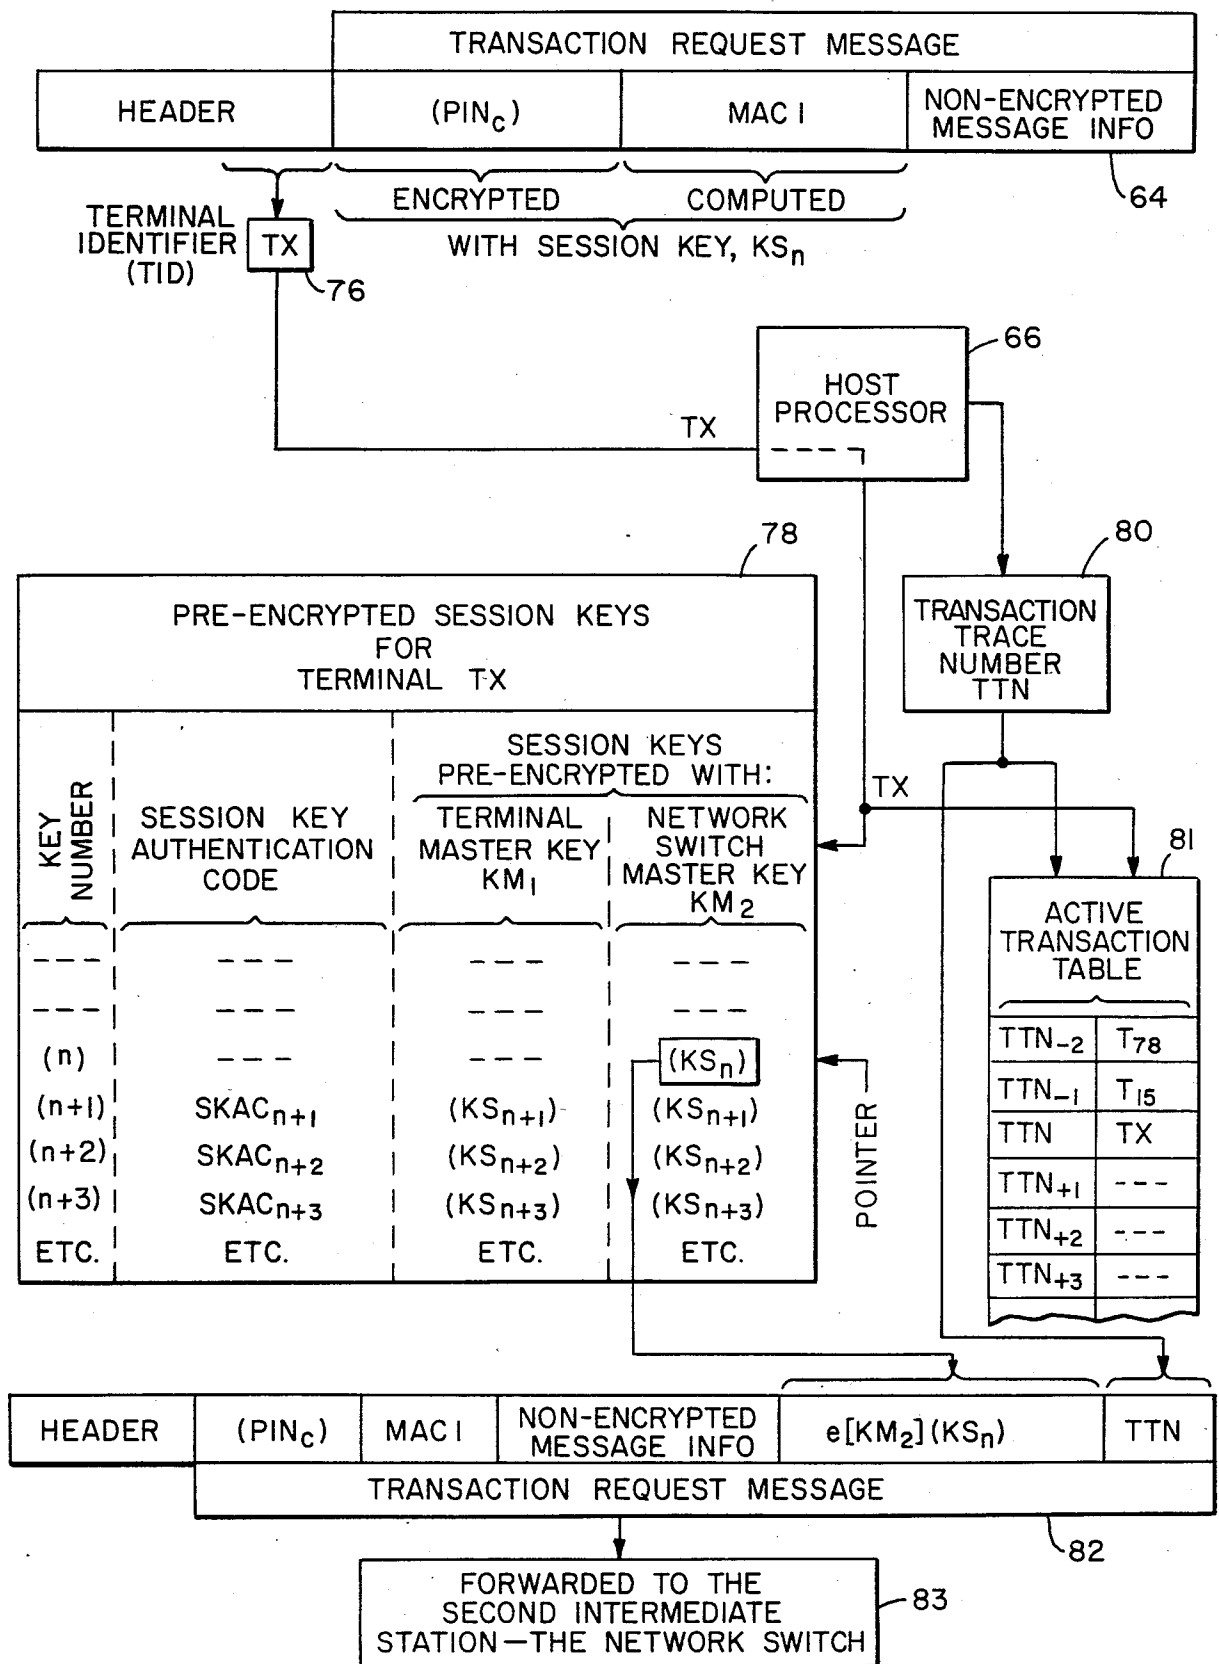 TRANSACTION REQUEST MESSAGE
HEADER
(PINc)
MAC 1
NON-ENCRYPTED
MESSAGE INFO
64
ENCRYPTED
COMPUTED
WITH SESSION KEY, KSn
TERMINAL
IDENTIFIER
(TID)
TX
76
66
HOST
PROCESSOR
TX
78
80
PRE-ENCRYPTED SESSION KEYS
FOR
TERMINAL TX
TRANSACTION
TRACE
NUMBER
TTN
KEY
NUMBER
SESSION KEY
AUTHENTICATION
CODE
SESSION KEYS
PRE-ENCRYPTED WITH:
TERMINAL
MASTER KEY
KM1
NETWORK
SWITCH
MASTER KEY
KM2
TX
81
ACTIVE
TRANSACTION
TABLE
--- --- --- ---
--- --- --- ---
(n) --- --- (KSn)
(n+1) SKACn+1 (KSn+1) (KSn+1)
(n+2) SKACn+2 (KSn+2) (KSn+2)
(n+3) SKACn+3 (KSn+3) (KSn+3)
ETC. ETC. ETC. ETC.
POINTER
TTN-2 T78
TTN-1 T15
TTN TX
TTN+1 ---
TTN+2 ---
TTN+3 ---
HEADER
(PINc)
MAC 1
NON-ENCRYPTED
MESSAGE INFO
e[KM2](KSn)
TTN
TRANSACTION REQUEST MESSAGE
82
FORWARDED TO THE
SECOND INTERMEDIATE
STATION—THE NETWORK SWITCH
83